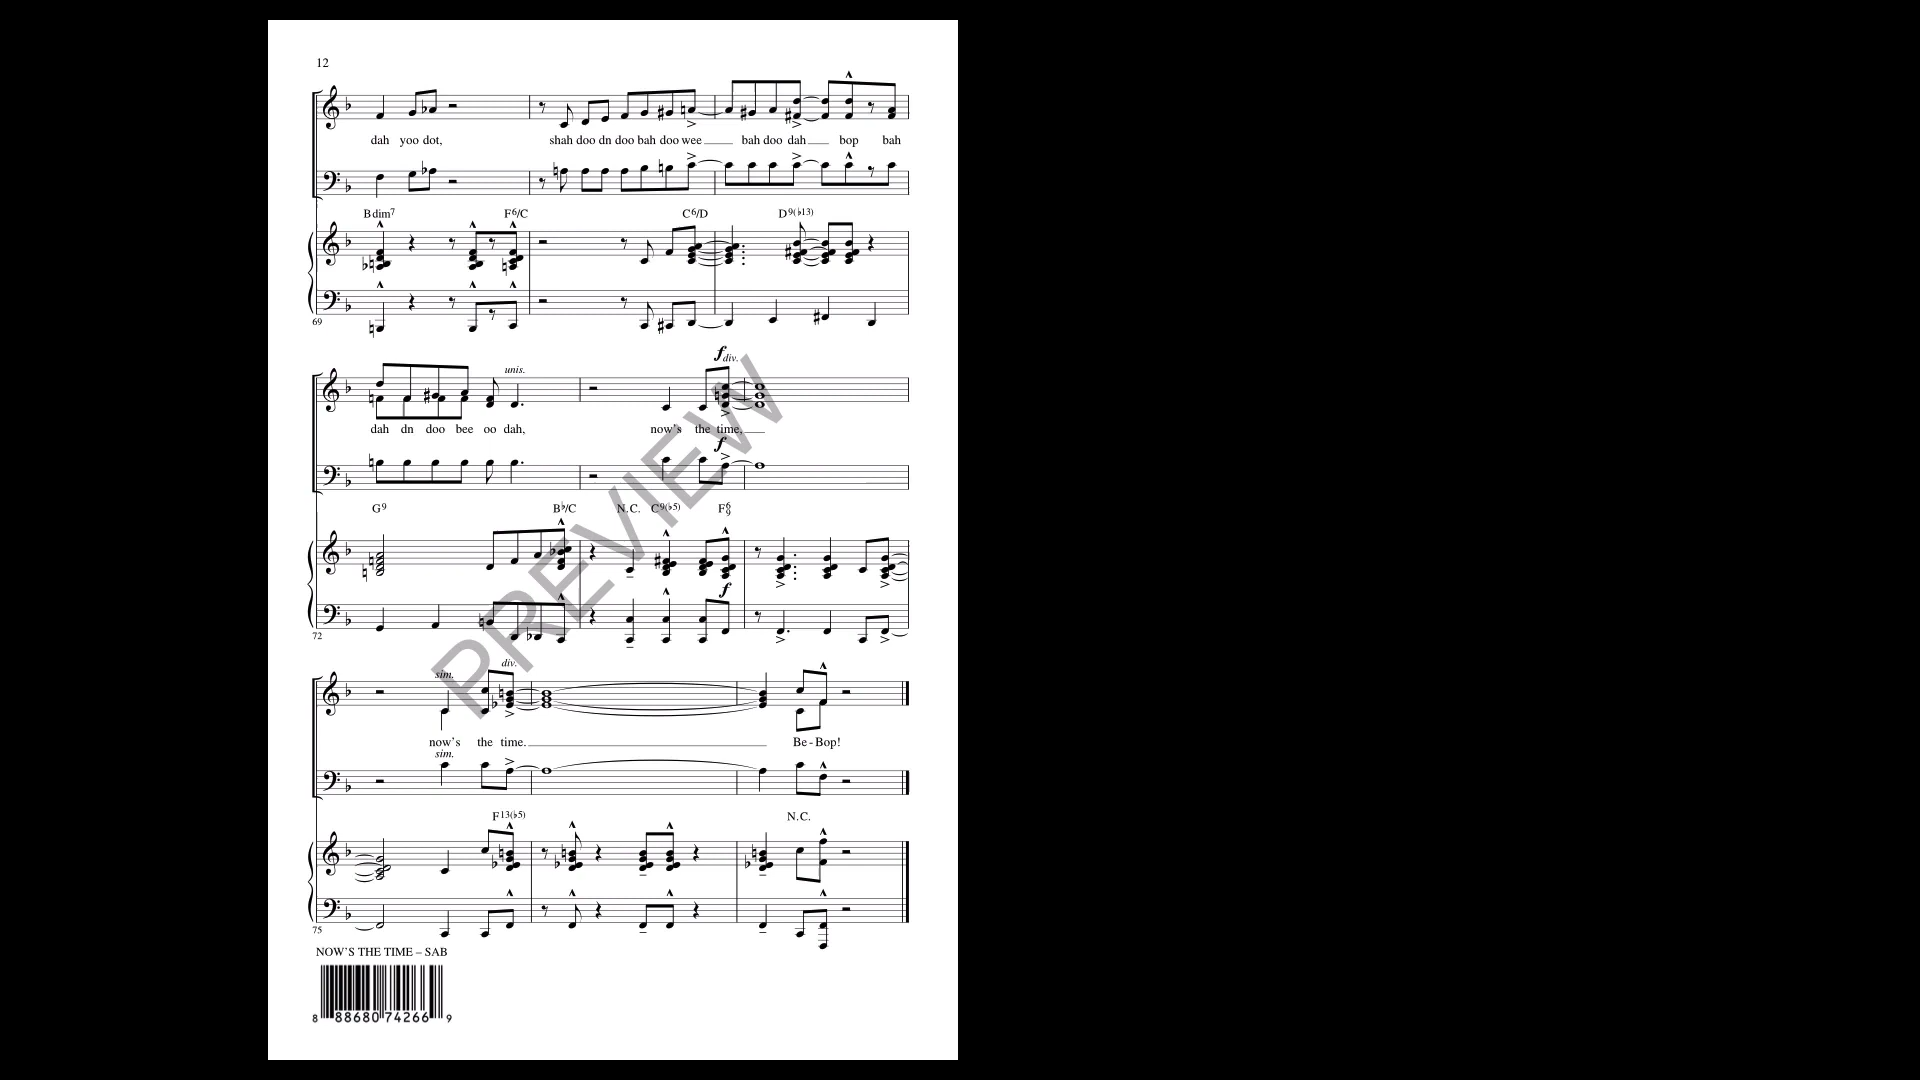 12
dah yoo dot, shah doo dn doo bah doo wee bah doo dah bop bah
Bdim7 F6/C C6/D D9(♭13)
69
f div.
unis.
dah dn doo bee oo dah, now's the time,
f
G9 B♭/C N.C. C9(♭5) F6/9
f
72
PREVIEW
sim. div.
now's the time. Be - Bop!
sim.
F13(♭5) N.C.
75
NOW'S THE TIME – SAB
8 88680 74266 9